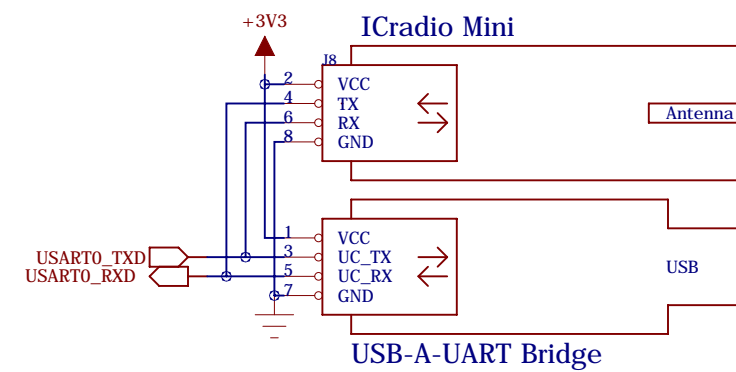 +3V3
ICradio Mini
J8
2 VCC
4 TX
6 RX
8 GND
Antenna
1 VCC
USART0_TXD 3 UC_TX
USART0_RXD 5 UC_RX
7 GND
USB
USB-A-UART Bridge